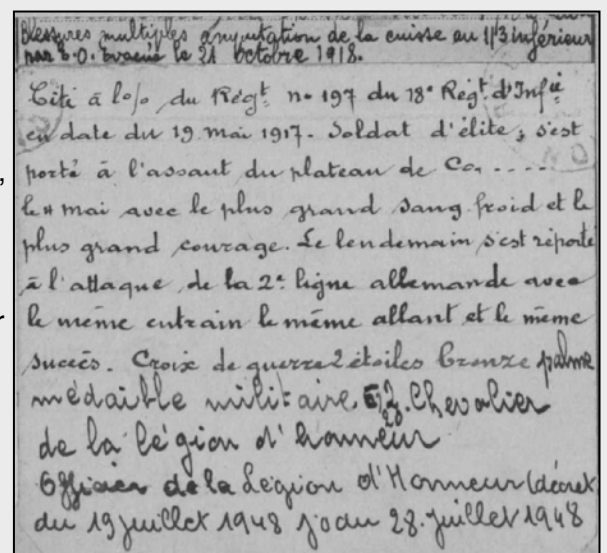 Blessures multiples amputation de la cuisse au 1/3 inférieur
par E.O. Evacué le 21 octobre 1918.
Cité à l'o/o du Régt. no 197 du 18e Régt d'Infie
en date du 19 mai 1917. Soldat d'élite, s'est
porté à l'assaut du plateau de Ca.....
le 4 mai avec le plus grand sang froid et le
plus grand courage. Le lendemain s'est réporté
à l'attaque de la 2e ligne allemande avec
le même entrain le même allant et le même
succès. Croix de guerre 2 étoiles bronze palme
médaille militaire Chevalier
de la légion d'honneur
Officier de la Légion d'Honneur (décret
du 19 juillet 1948 jo du 28 juillet 1948